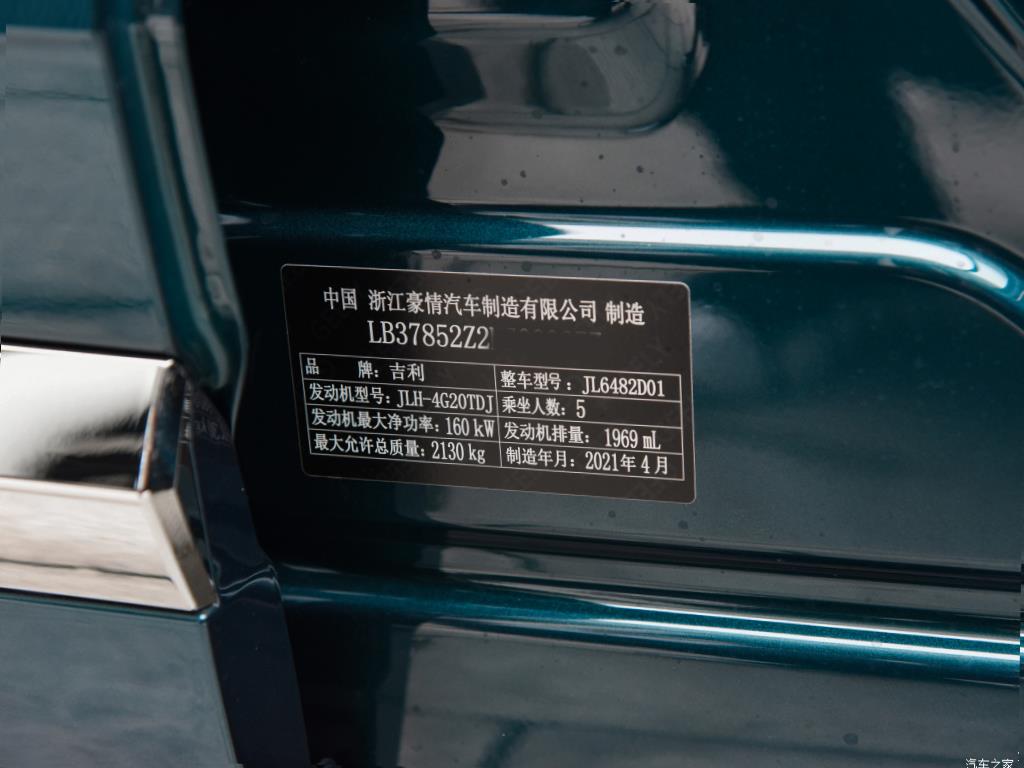 中国 浙江豪情汽车制造有限公司 制造
LB37852Z2
品 牌: 吉利 整车型号: JL6482D01
发动机型号: JLH-4G20TDJ 乘坐人数: 5
发动机最大净功率: 160 kW 发动机排量: 1969 mL
最大允许总质量: 2130 kg 制造年月: 2021年 4月
汽车之家